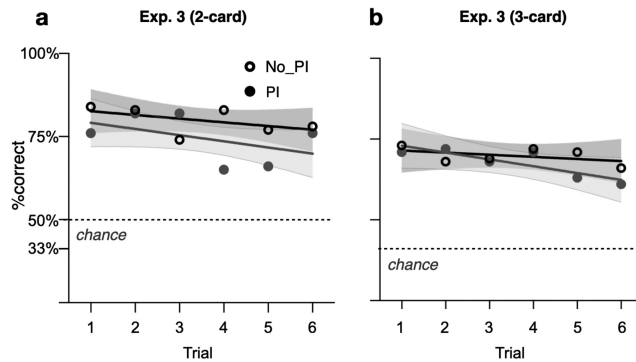 a
Exp. 3 (2-card)
b
Exp. 3 (3-card)
100%
75%
50%
33%
%correct
No_PI
PI
chance
chance
1 2 3 4 5 6
Trial
1 2 3 4 5 6
Trial